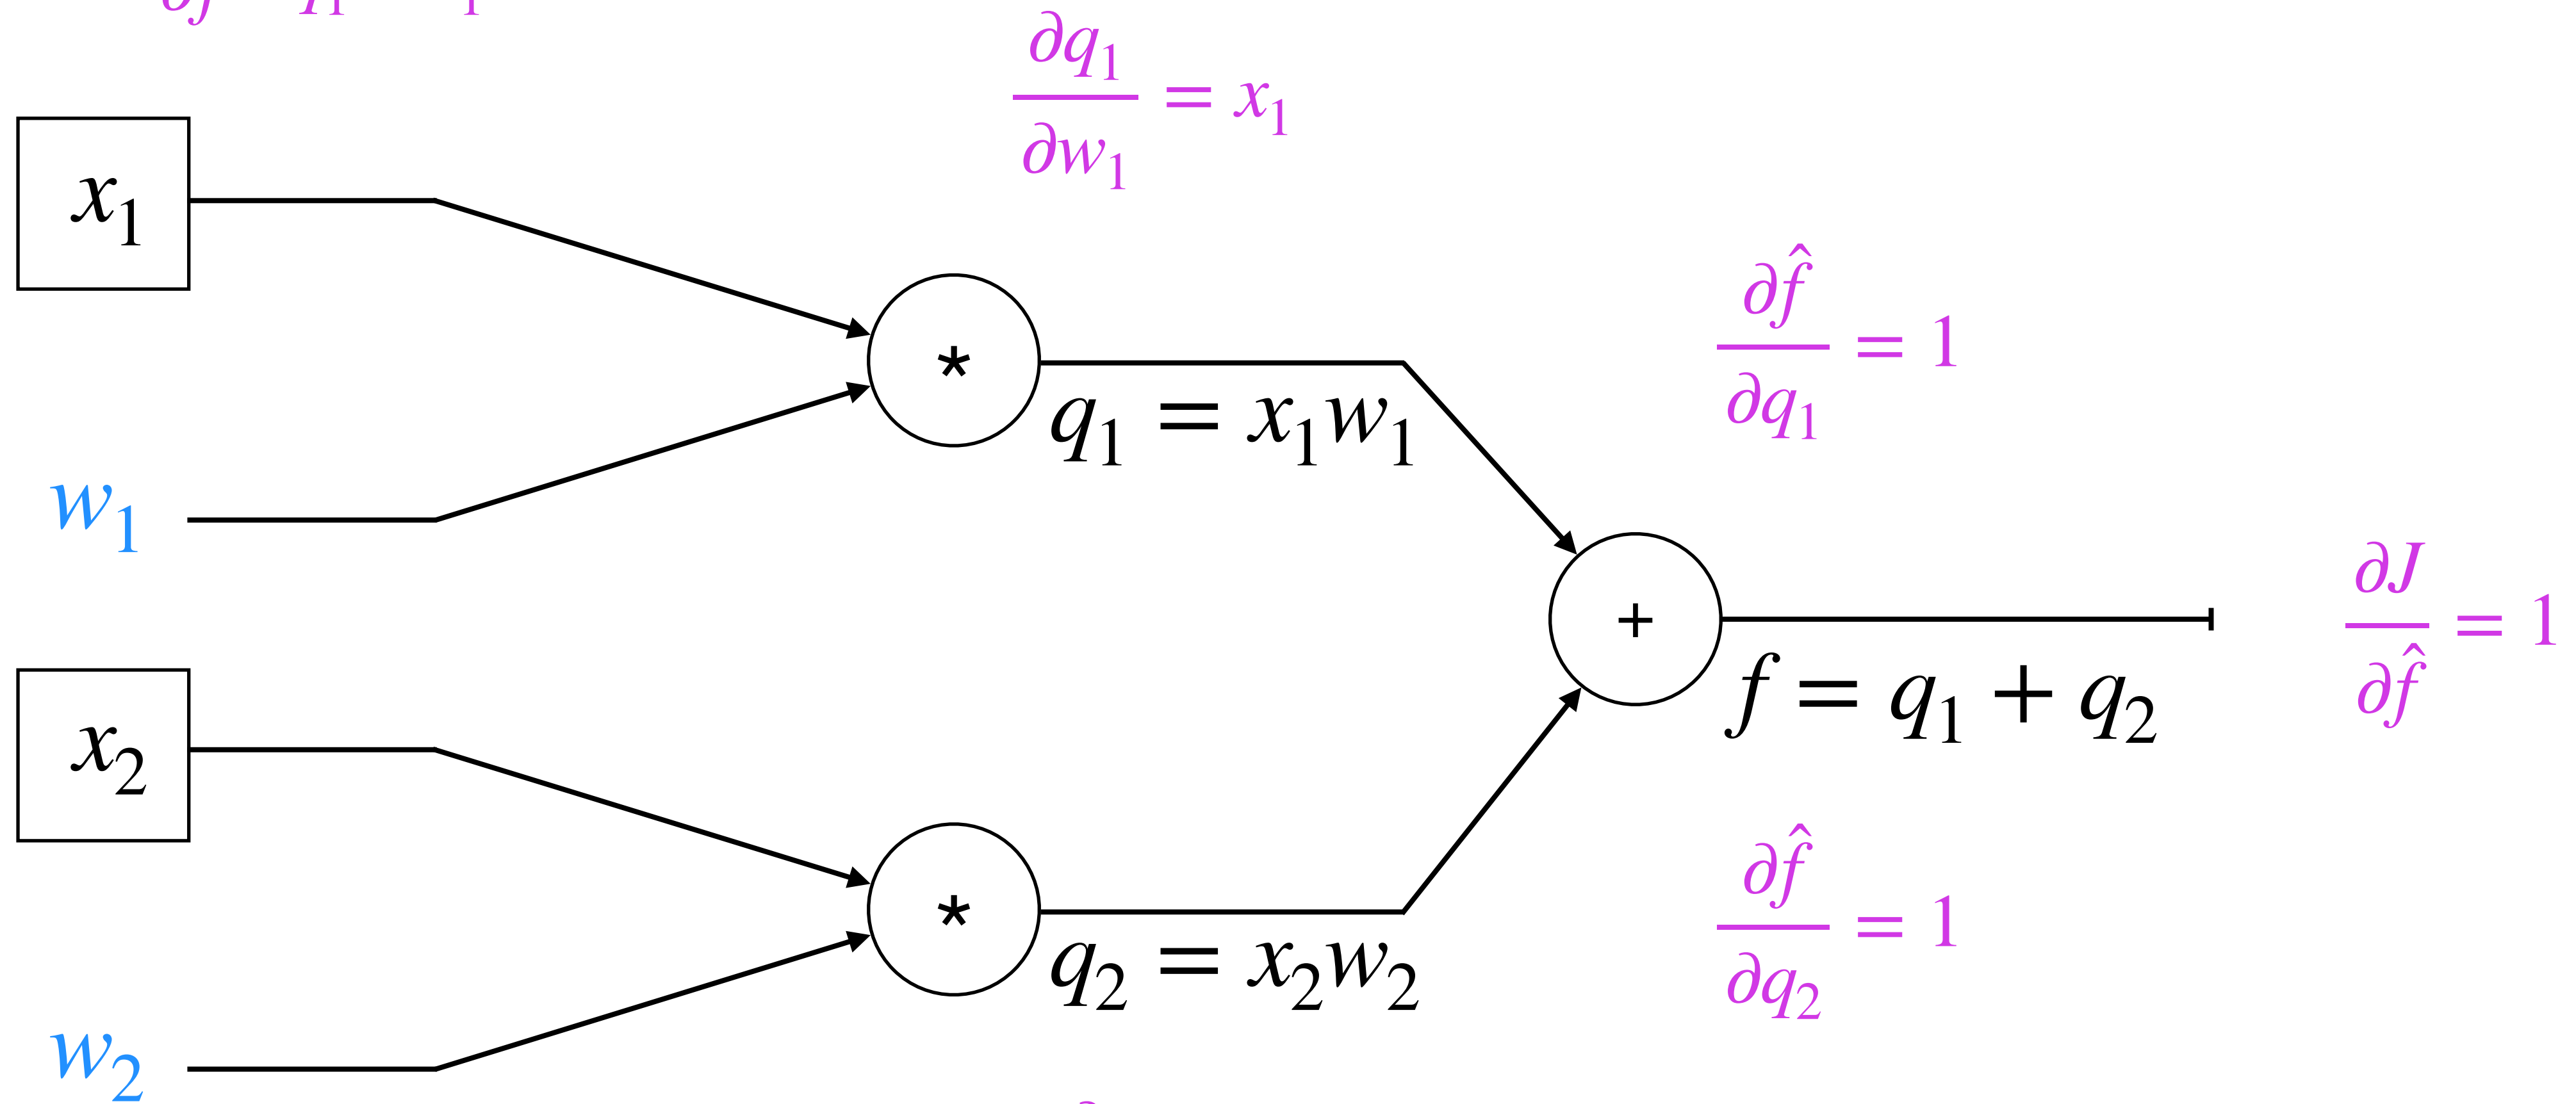 ∂q₁/∂w₁ = x₁
x₁
*
∂f̂/∂q₁ = 1
q₁ = x₁w₁
w₁
∂J/∂f̂ = 1
+
f = q₁ + q₂
x₂
*
∂f̂/∂q₂ = 1
q₂ = x₂w₂
w₂